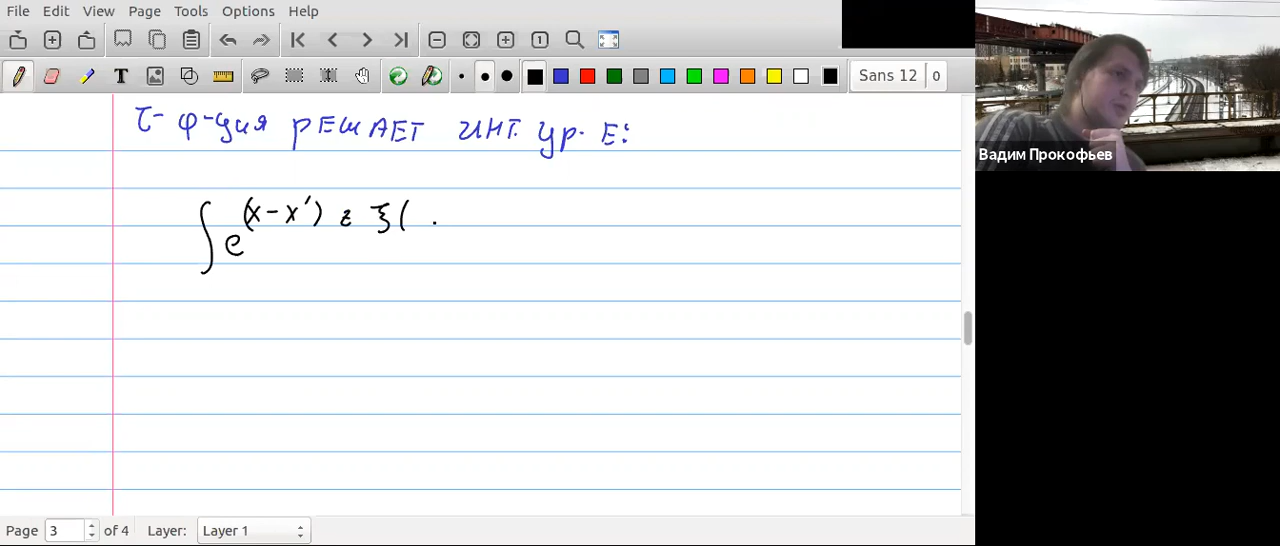 File Edit View Journal Tools Options Help
Sans 12 0
Вадим Прокофьев
τ-ф-ция РЕШАЕТ ИНТ. ур. Е:
∫ e^{(x-x') z ξ( .
Page 3 of 4 Layer: Layer 1